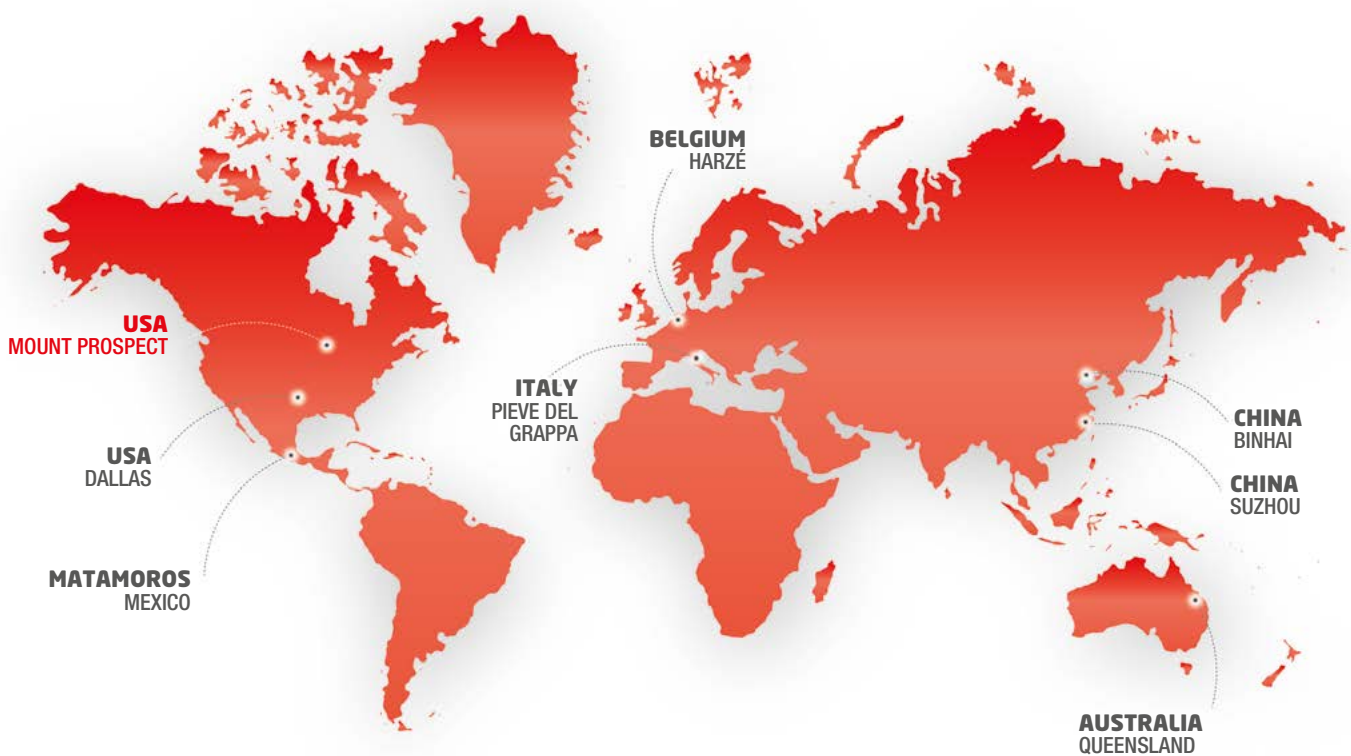 BELGIUM
HARZÉ
USA
MOUNT PROSPECT
ITALY
PIEVE DEL
GRAPPA
CHINA
BINHAI
USA
DALLAS
CHINA
SUZHOU
MATAMOROS
MEXICO
AUSTRALIA
QUEENSLAND